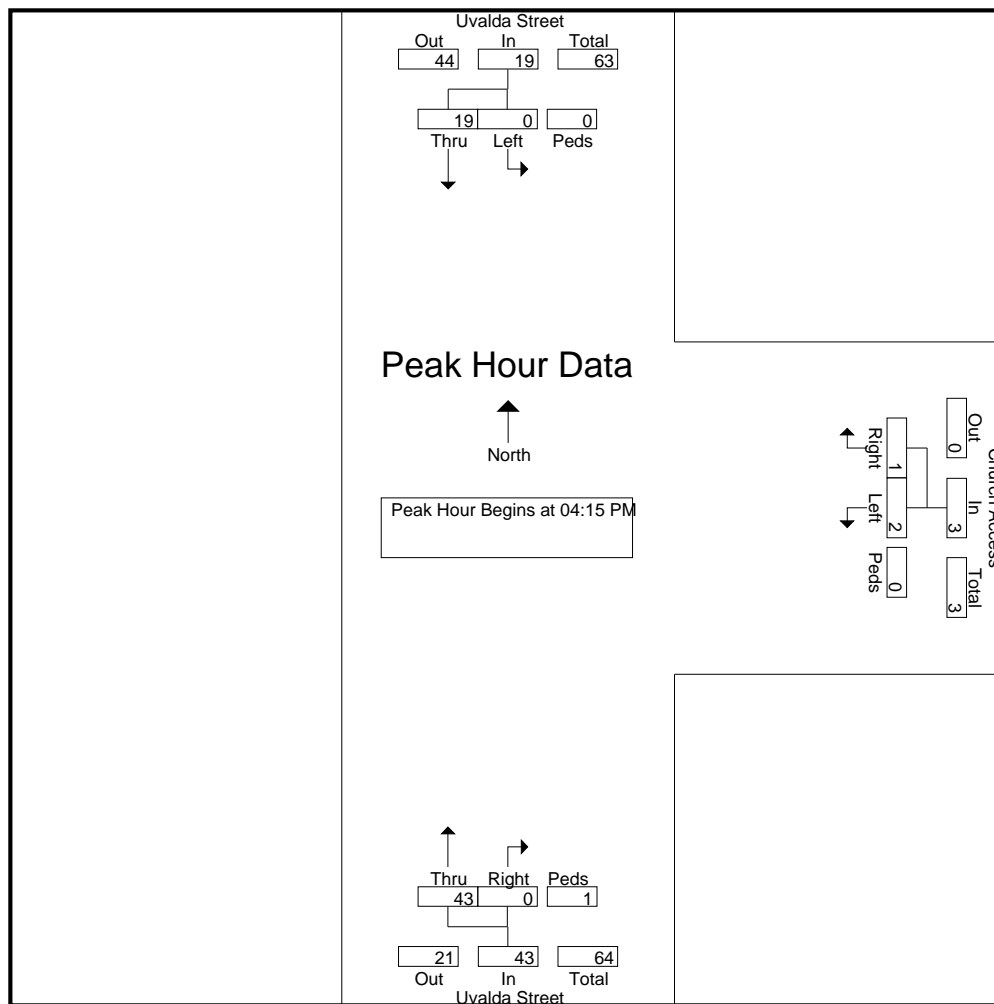 Uvalda Street
Out In Total
44 19 63
19 0 0
Thru Left Peds
Peak Hour Data
North
Peak Hour Begins at 04:15 PM
Church Access
Out In Total
0 3 3
1 2 0
Right Left Peds
Thru Right Peds
43 0 1
21 43 64
Out In Total
Uvalda Street